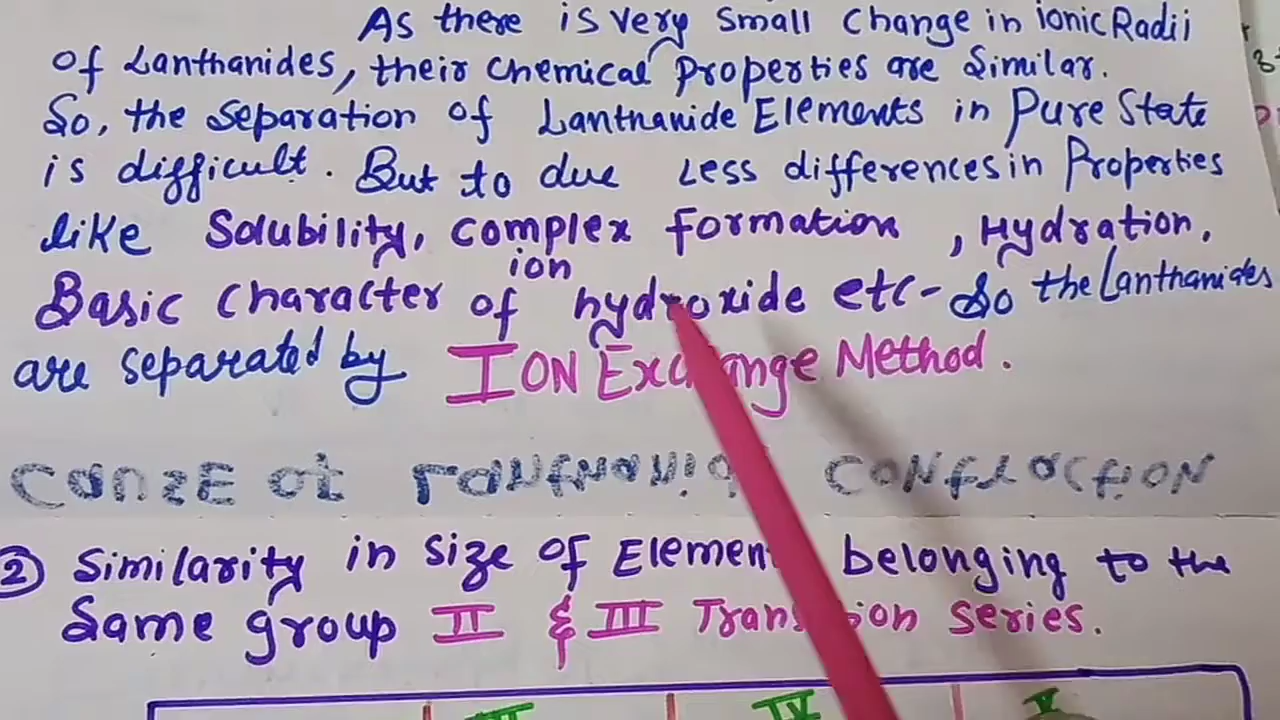 As there is very small change in ionic Radii
of Lanthanides, their chemical properties are Similar.
So, the separation of Lanthanide Elements in Pure State
is difficult. But to due Less differences in Properties
like Solubility, complex formation, Hydration,
ion
Basic character of hydroxide etc- So the Lanthanides
are separated by ION Exchange Method.
② Similarity in size of Element belonging to the
Same group II & III Transition series.
IV V